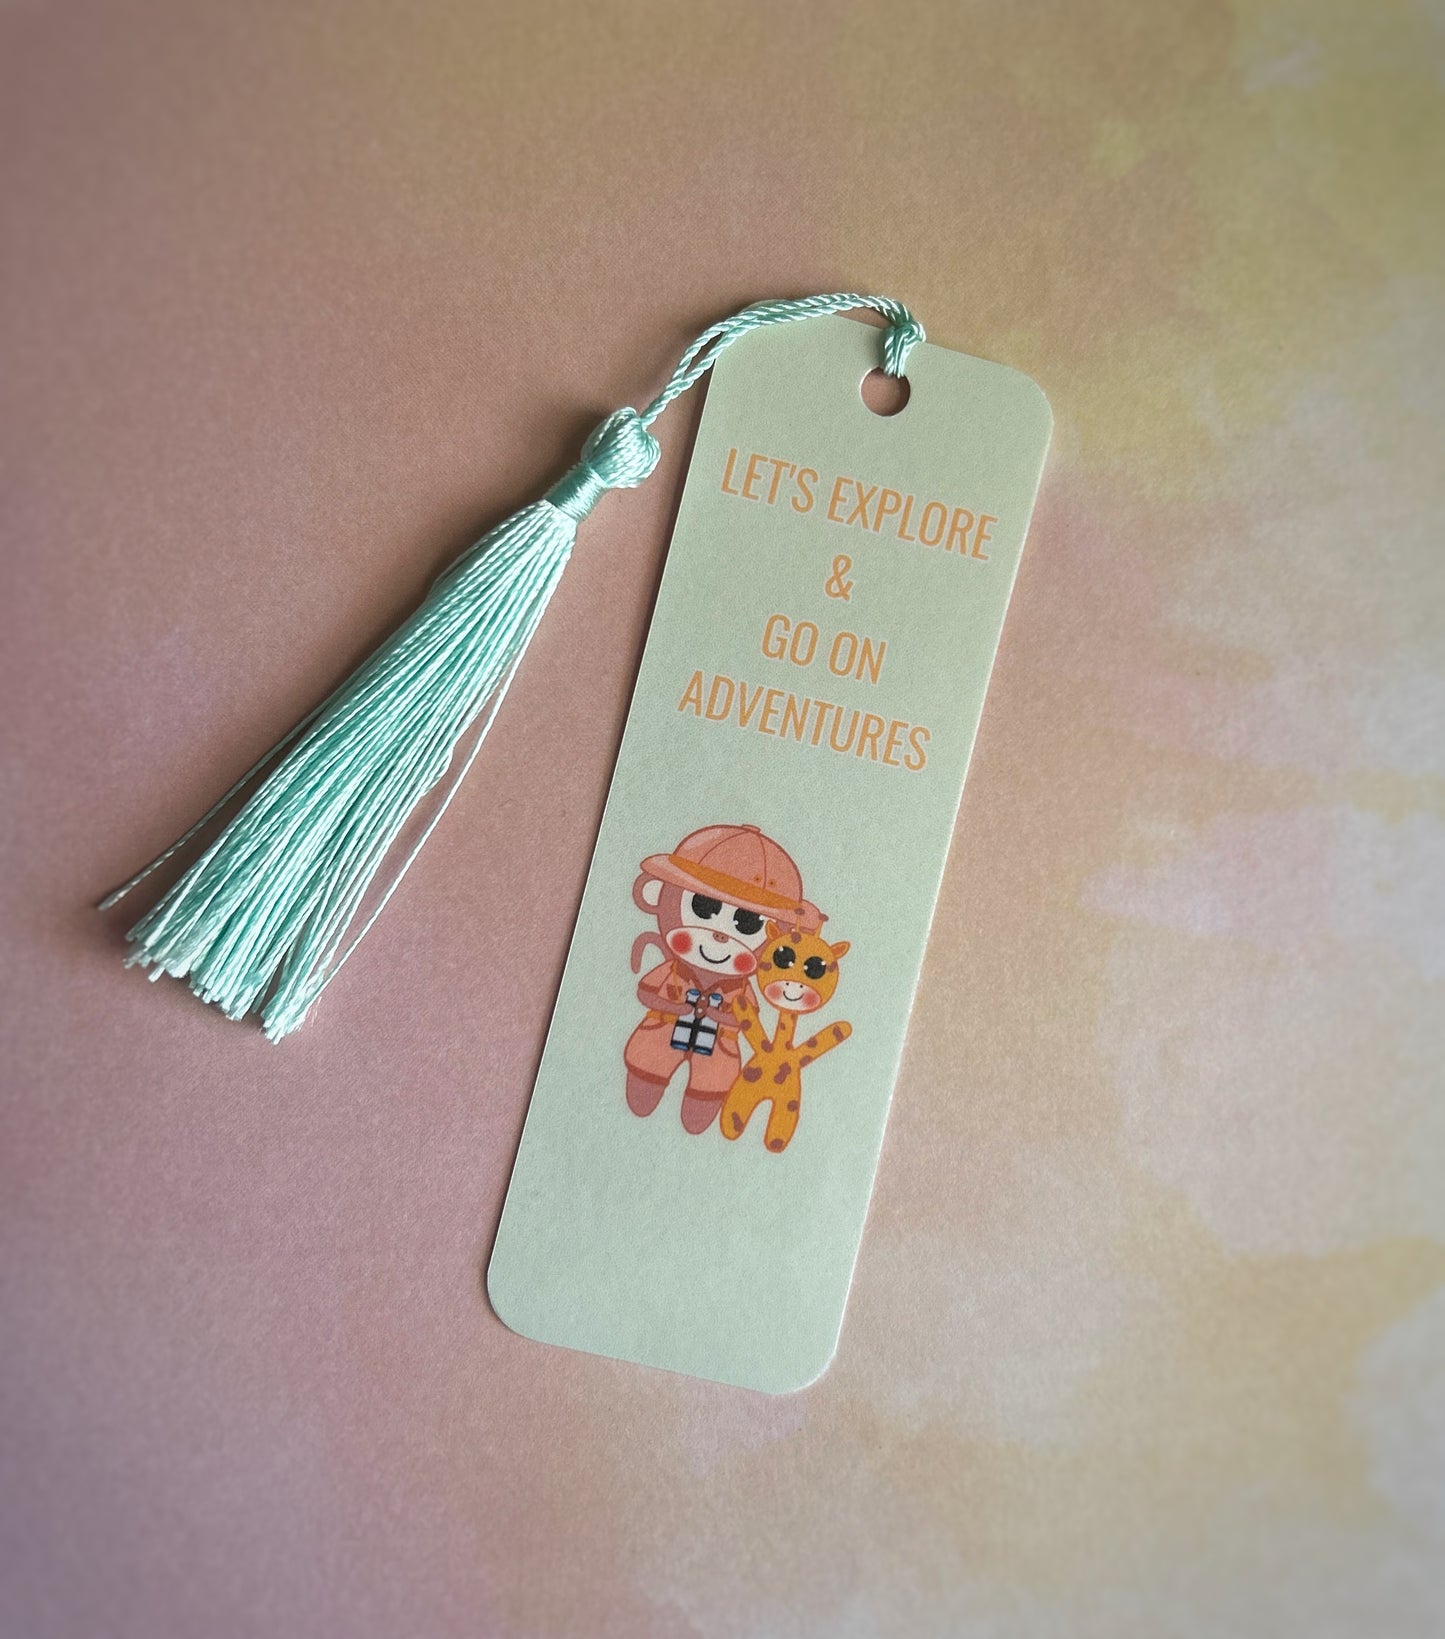 LET'S EXPLORE
&
GO ON
ADVENTURES